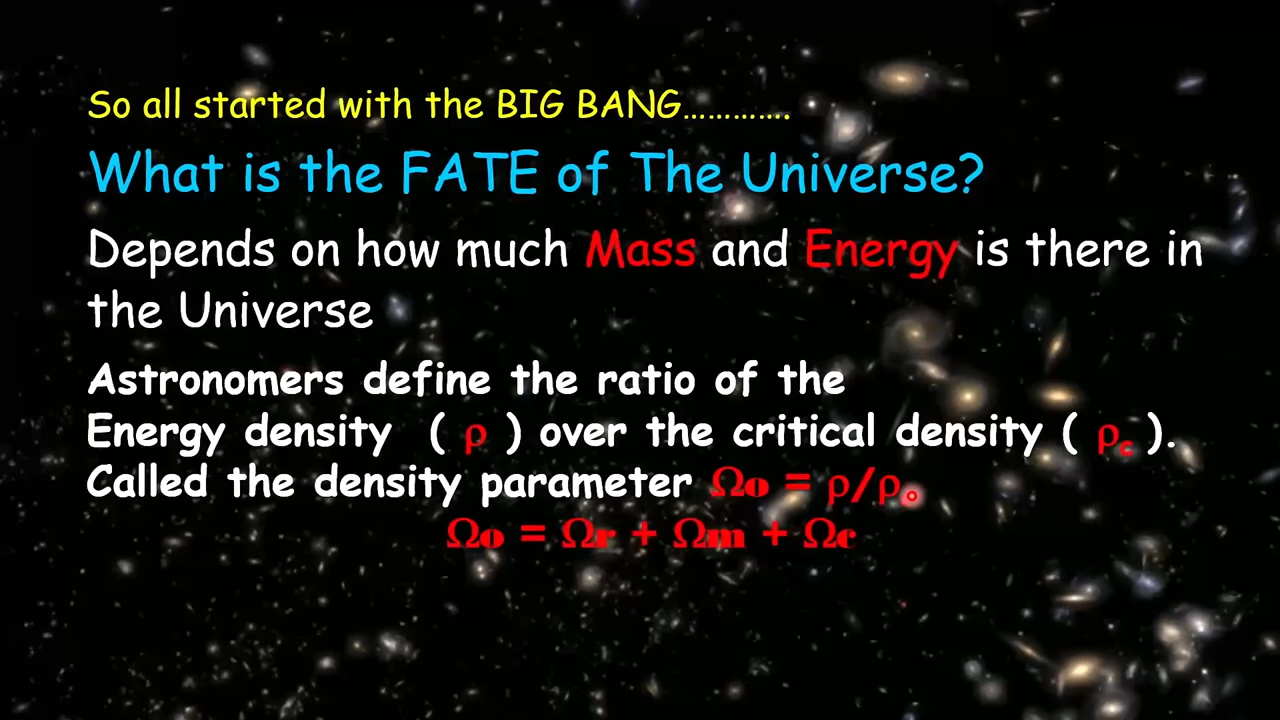 So all started with the BIG BANG………….
What is the FATE of The Universe?
Depends on how much Mass and Energy is there in
the Universe
Astronomers define the ratio of the
Energy density ( ρ ) over the critical density ( ρc ).
Called the density parameter Ωo = ρ/ρo
Ωo = Ωr + Ωm + Ωc